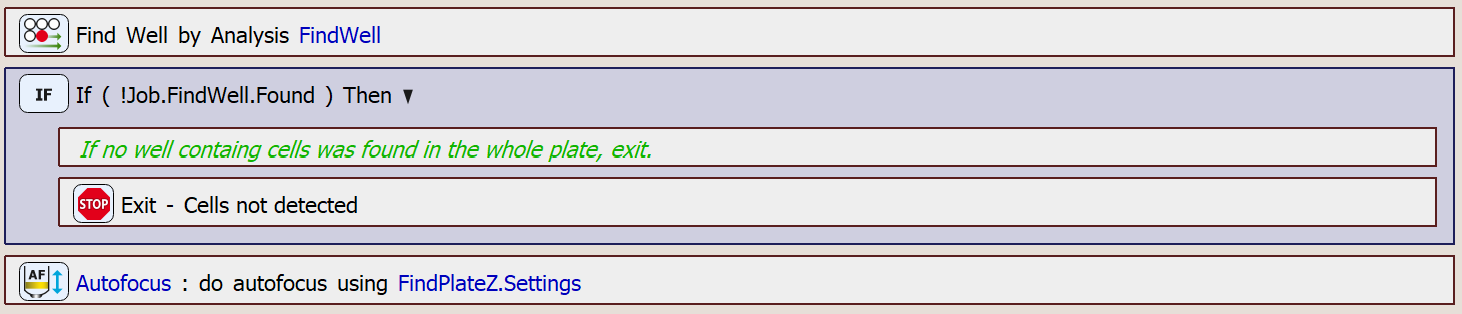 Find Well by Analysis FindWell
IF If ( !Job.FindWell.Found ) Then ▼
If no well containg cells was found in the whole plate, exit.
STOP Exit - Cells not detected
AF Autofocus : do autofocus using FindPlateZ.Settings